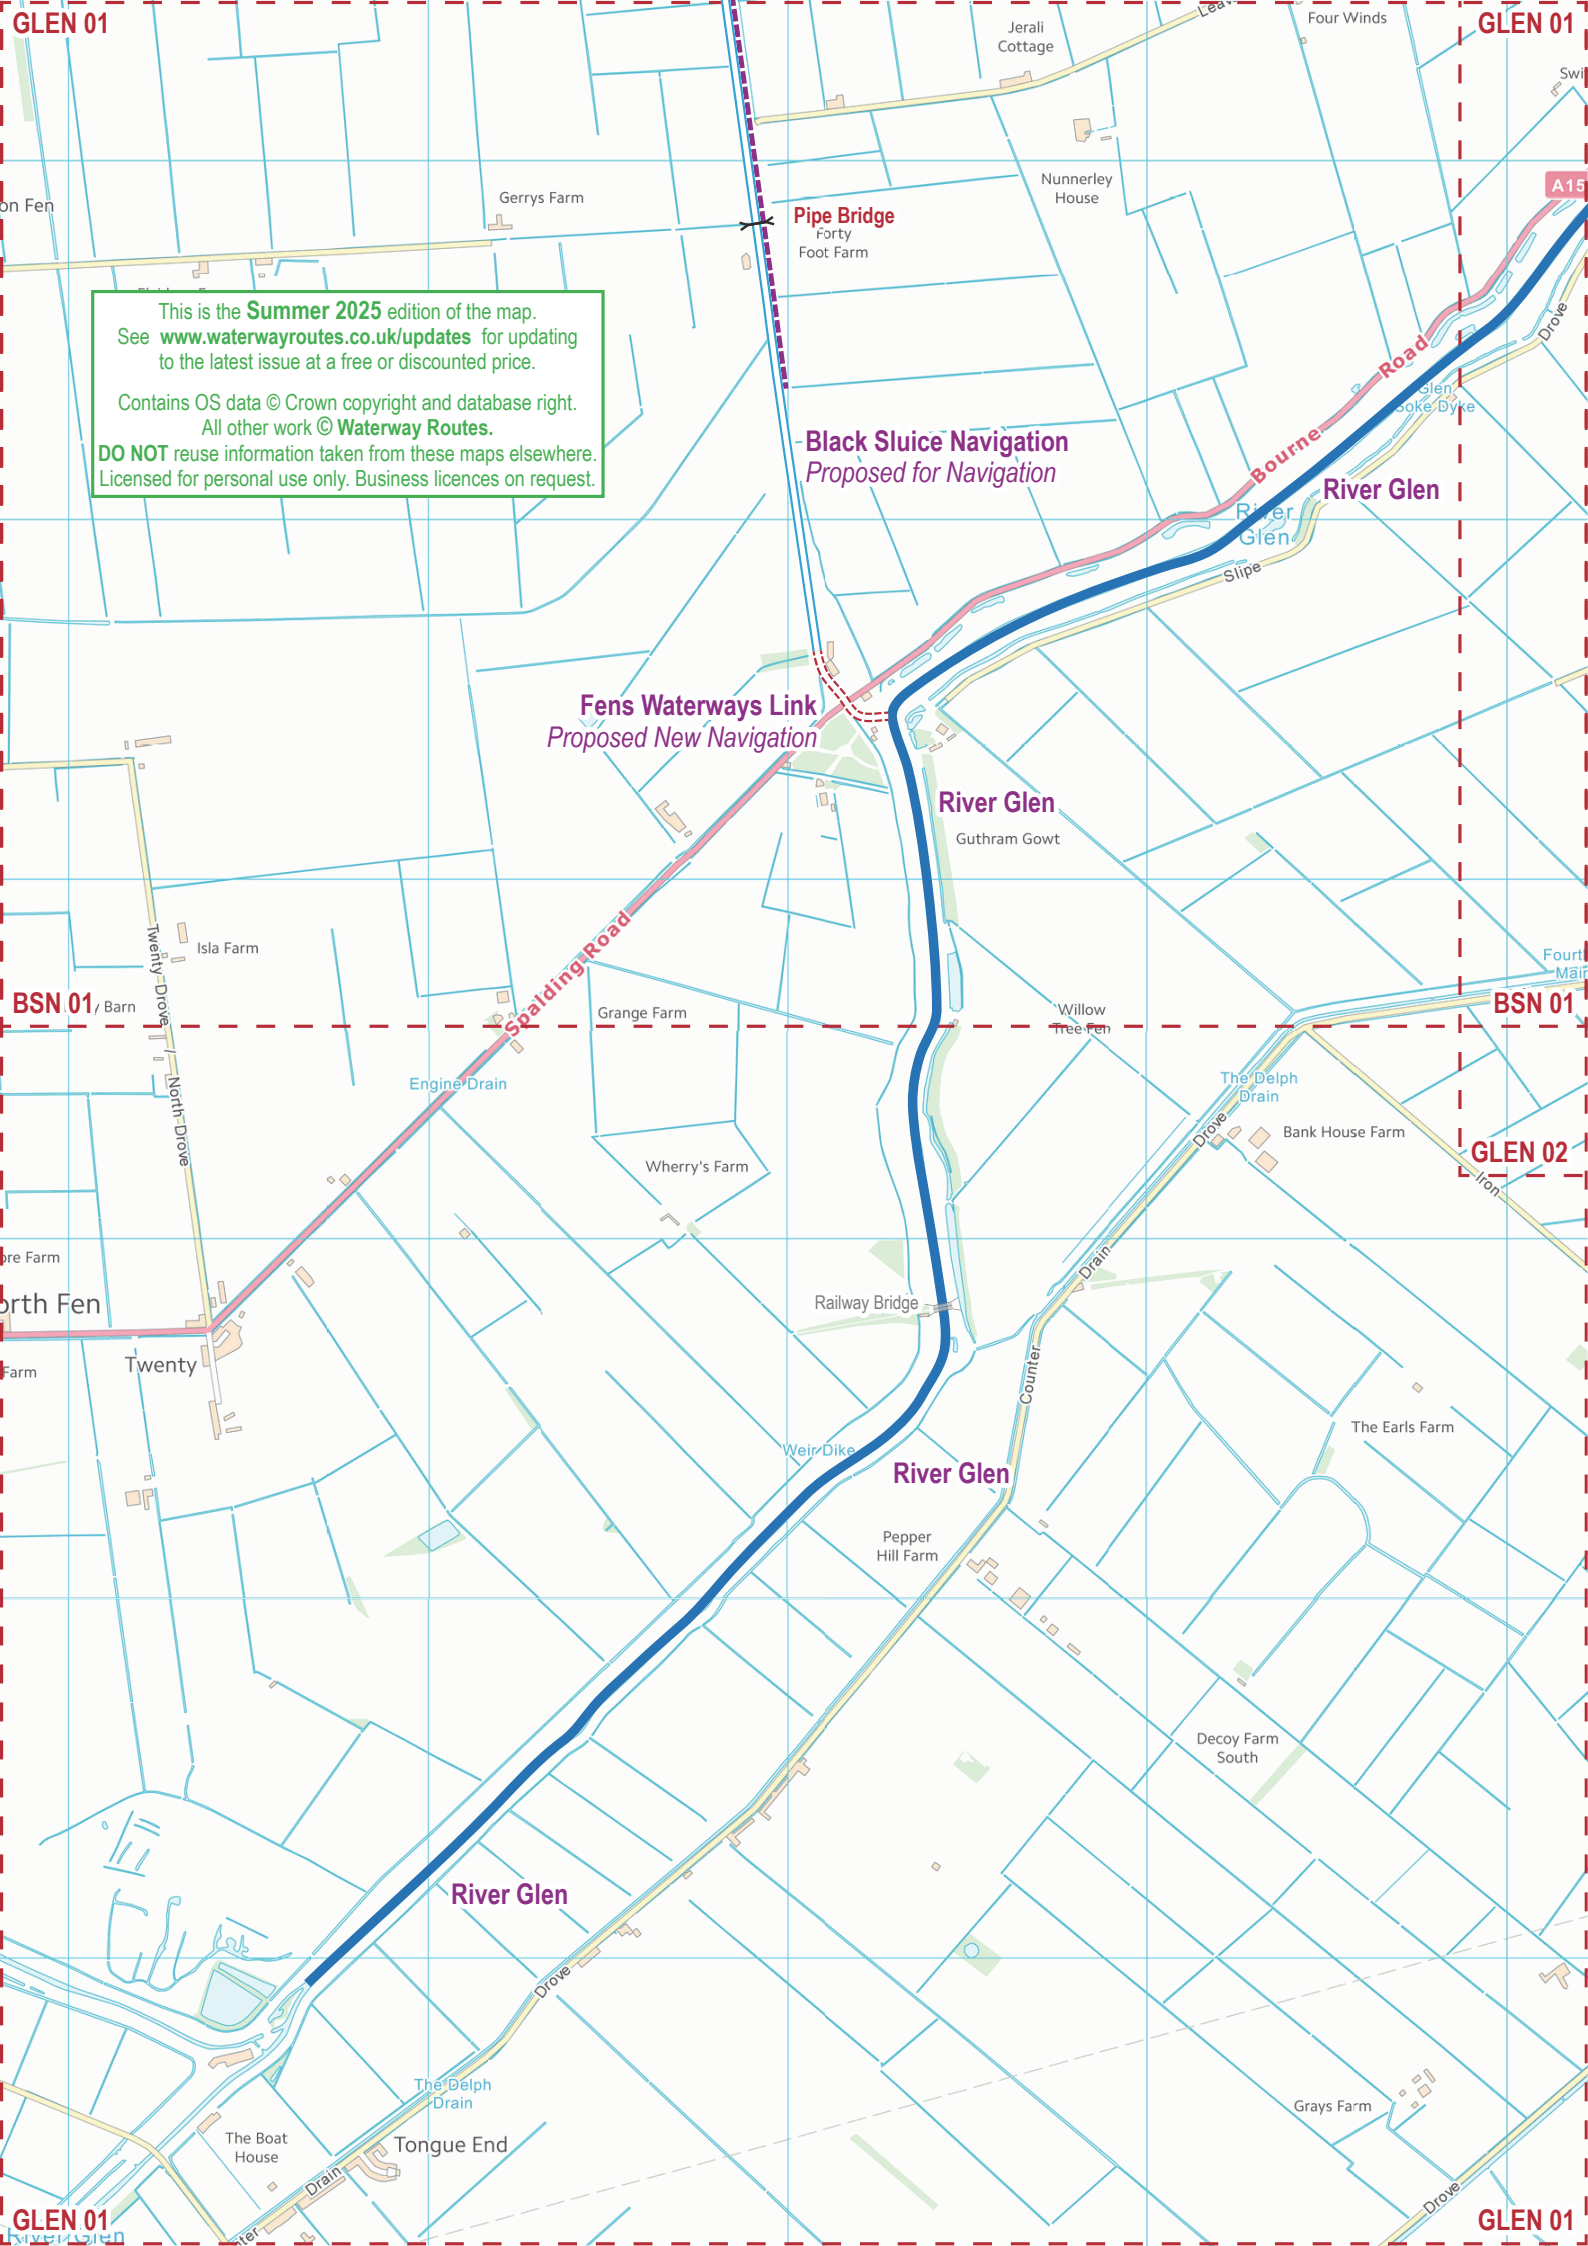 GLEN 01
GLEN 01
Jerali
Cottage
Four Winds
A15
on Fen
Gerrys Farm
Nunnerley
House
Pipe Bridge
Forty
Foot Farm
This is the Summer 2025 edition of the map.
See www.waterwayroutes.co.uk/updates for updating
to the latest issue at a free or discounted price.
Contains OS data © Crown copyright and database right.
All other work © Waterway Routes.
DO NOT reuse information taken from these maps elsewhere.
Licensed for personal use only. Business licences on request.
Drove
Bourne Road
Glen
Soke Dyke
Black Sluice Navigation
Proposed for Navigation
River Glen
River
Glen
Slipe
Fens Waterways Link
Proposed New Navigation
River Glen
Guthram Gowt
Twenty Drove / North Drove
Isla Farm
Spalding Road
Grange Farm
Willow
Tree Fen
BSN 01
Barn
BSN 01
Engine Drain
The Delph
Drain
Drove
Bank House Farm
GLEN 02
Iron
Wherry's Farm
ore Farm
orth Fen
Railway Bridge
Drain
Counter
Twenty
Farm
The Earls Farm
Weir Dike
River Glen
Pepper
Hill Farm
Decoy Farm
South
River Glen
Drove
The Delph
Drain
Grays Farm
The Boat
House
Tongue End
Drain
Drove
GLEN 01
River Glen
nter
GLEN 01